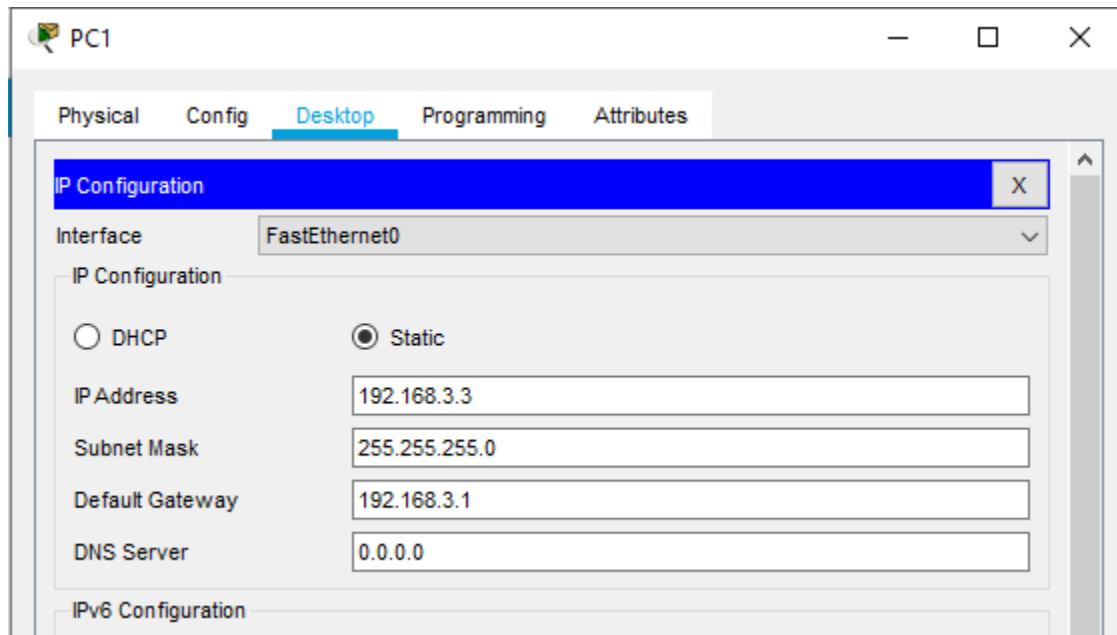 PC1
Physical Config Desktop Programming Attributes
IP Configuration X
Interface FastEthernet0
IP Configuration
DHCP Static
IP Address 192.168.3.3
Subnet Mask 255.255.255.0
Default Gateway 192.168.3.1
DNS Server 0.0.0.0
IPv6 Configuration